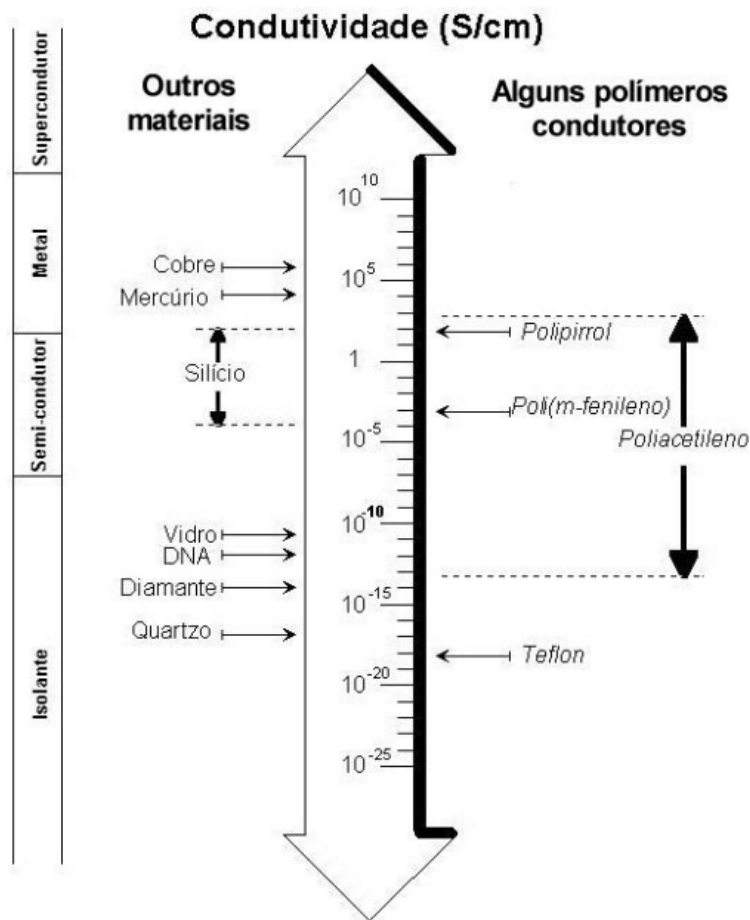 Condutividade (S/cm)
Outros
materiais
Alguns polímeros
condutores
Supercondutor
Metal
Semi-condutor
Isolante
Cobre
Mercúrio
Silício
Vidro
DNA
Diamante
Quartzo
10^10
10^5
1
10^-5
10^-10
10^-15
10^-20
10^-25
Polipirrol
Poli(m-fenileno)
Poliacetileno
Teflon